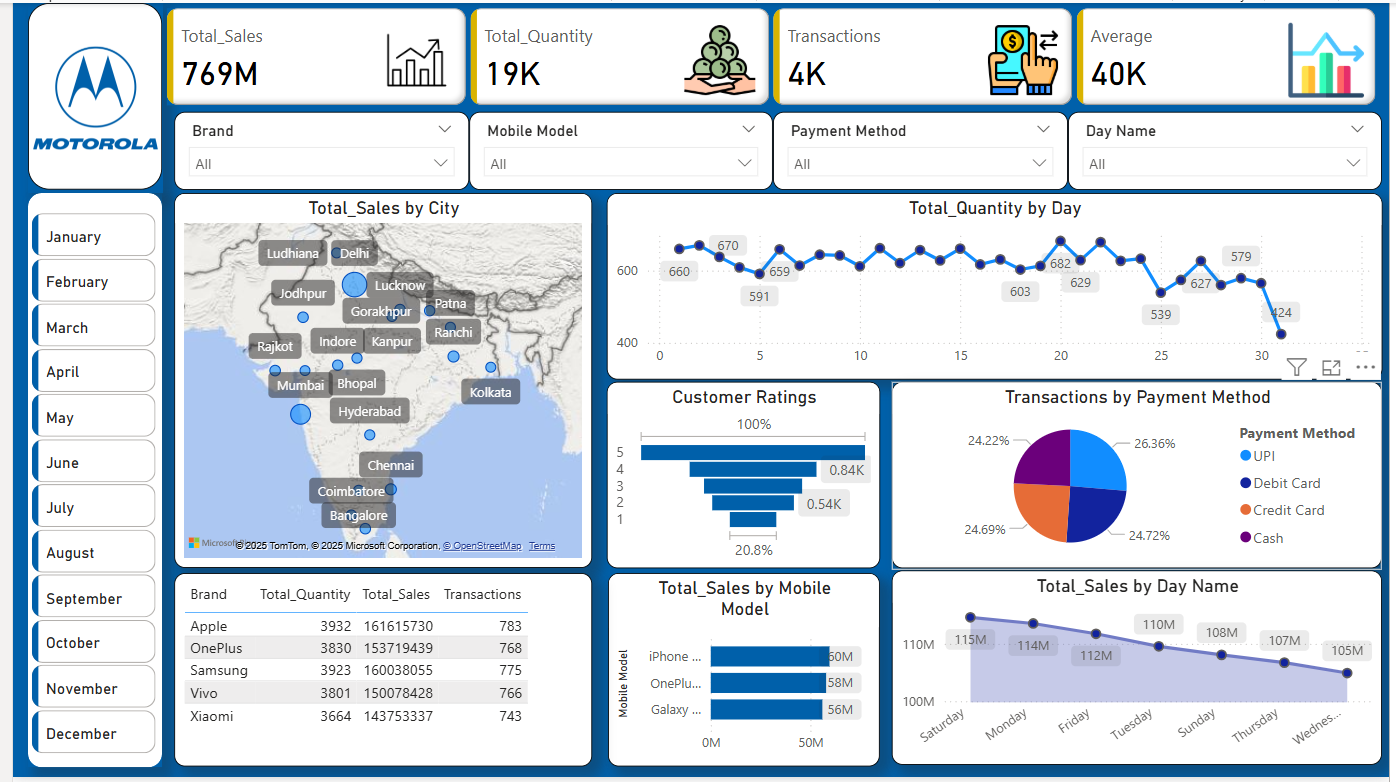 MOTOROLA
Total_Sales
769M
Total_Quantity
19K
Transactions
4K
Average
40K
Brand
All
Mobile Model
All
Payment Method
All
Day Name
All
January
February
March
April
May
June
July
August
September
October
November
December
Total_Sales by City
Ludhiana
Delhi
Jodhpur
Lucknow
Gorakhpur
Patna
Rajkot
Indore
Kanpur
Ranchi
Mumbai
Bhopal
Kolkata
Hyderabad
Chennai
Coimbatore
Bangalore
Microsoft
© 2025 TomTom, © 2025 Microsoft Corporation, © OpenStreetMap Terms
Total_Quantity by Day
600
400
660
670
591
659
603
682
629
539
627
579
424
0 5 10 15 20 25 30
Customer Ratings
100%
5
4 0.84K
3
2 0.54K
1
20.8%
Transactions by Payment Method
24.22%
26.36%
24.69%
24.72%
Payment Method
UPI
Debit Card
Credit Card
Cash
Brand Total_Quantity Total_Sales Transactions
Apple 3932 161615730 783
OnePlus 3830 153719439 768
Samsung 3923 160038055 775
Vivo 3801 150078428 766
Xiaomi 3664 143753337 743
Total_Sales by Mobile
Model
Mobile Model
iPhone ... 60M
OnePlu... 58M
Galaxy ... 56M
0M 50M
Total_Sales by Day Name
110M
100M
115M
114M
112M
110M
108M
107M
105M
Saturday
Monday
Friday
Tuesday
Sunday
Thursday
Wednes...